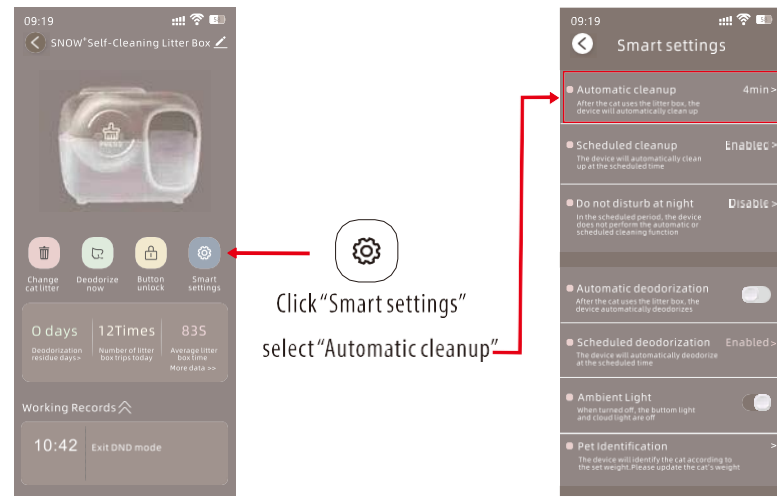 09:19
SNOW⁺Self-Cleaning Litter Box
PRESS
Change
cat litter
Deodorize
now
Button
unlock
Smart
settings
0 days
Deodorization
residue days>
12Times
Number of litter
box trips today
83S
Average litter
box time
More data >>
Working Records
10:42
Exit DND mode
Click “Smart settings”
select “Automatic cleanup”
09:19
Smart settings
Automatic cleanup 4min>
After the cat uses the litter box, the
device will automatically clean up
Scheduled cleanup Enabled>
The device will automatically clean
up at the scheduled time
Do not disturb at night Disable>
In the scheduled period, the device
does not perform the automatic or
scheduled cleaning function
Automatic deodorization
After the cat uses the litter box, the
device automatically deodorizes
Scheduled deodorization Enabled>
The device will automatically deodorize
at the scheduled time
Ambient Light
When turned off, the buttom light
and cloud light are off
Pet Identification >
The device will identify the cat according to
the set weight.Please update the cat's weight